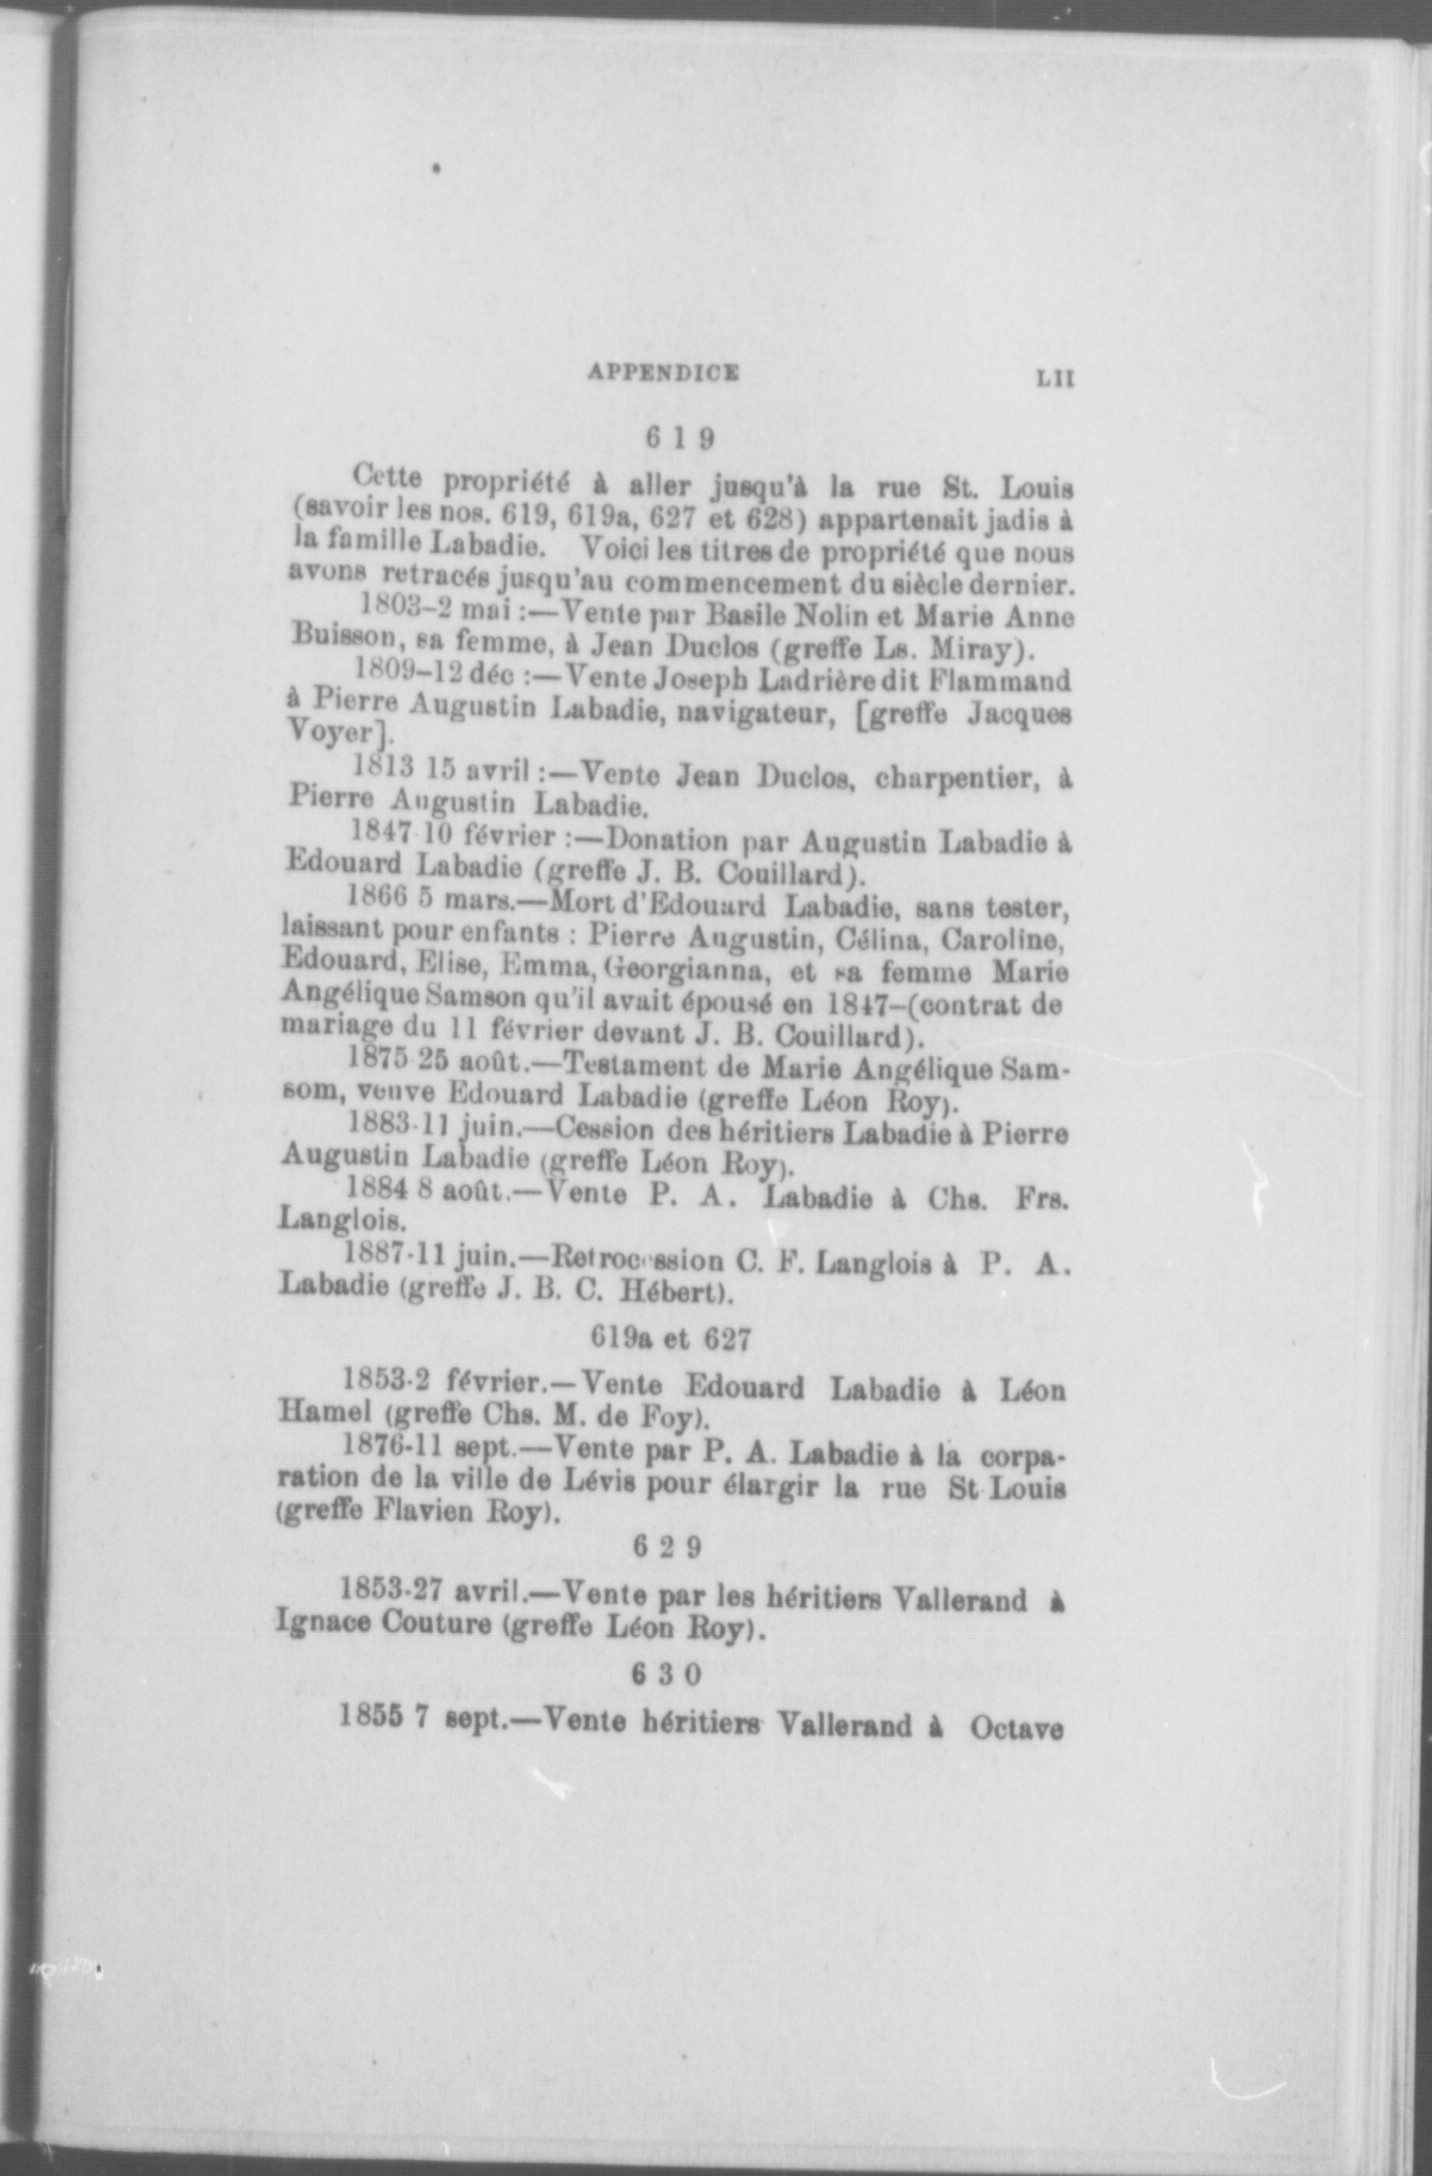 APPENDICE LII
6 1 9
Cette propriété à aller jusqu'à la rue St. Louis
(savoir les nos. 619, 619a, 627 et 628) appartenait jadis à
la famille Labadie. Voici les titres de propriété que nous
avons retracés jusqu'au commencement du siècle dernier.
1803–2 mai :—Vente par Basile Nolin et Marie Anne
Buisson, sa femme, à Jean Duclos (greffe Ls. Miray).
1809–12 déc :—Vente Joseph Ladrière dit Flammand
à Pierre Augustin Labadie, navigateur, [greffe Jacques
Voyer].
1813 15 avril :—Vente Jean Duclos, charpentier, à
Pierre Augustin Labadie.
1847 10 février :—Donation par Augustin Labadie à
Edouard Labadie (greffe J. B. Couillard).
1866 5 mars.—Mort d'Edouard Labadie, sans tester,
laissant pour enfants : Pierre Augustin, Célina, Caroline,
Edouard, Elise, Emma, Georgianna, et sa femme Marie
Angélique Samson qu'il avait épousé en 1847–(contrat de
mariage du 11 février devant J. B. Couillard).
1875 25 août.—Testament de Marie Angélique Sam-
som, veuve Edouard Labadie (greffe Léon Roy).
1883-11 juin.—Cession des héritiers Labadie à Pierre
Augustin Labadie (greffe Léon Roy).
1884 8 août.—Vente P. A. Labadie à Chs. Frs.
Langlois.
1887-11 juin.—Retrocession C. F. Langlois à P. A.
Labadie (greffe J. B. C. Hébert).
619a et 627
1853-2 février.—Vente Edouard Labadie à Léon
Hamel (greffe Chs. M. de Foy).
1876-11 sept.—Vente par P. A. Labadie à la corpa-
ration de la ville de Lévis pour élargir la rue St Louis
(greffe Flavien Roy).
6 2 9
1853-27 avril.—Vente par les héritiers Vallerand à
Ignace Couture (greffe Léon Roy).
6 3 0
1855 7 sept.—Vente héritiers Vallerand à Octave